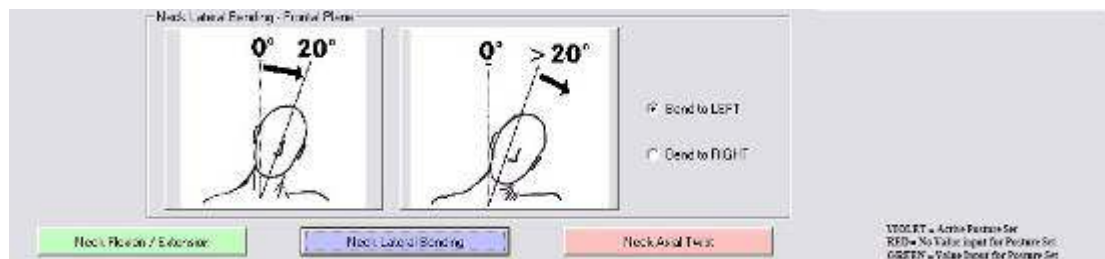 Neck Lateral Bending - Frontal Plane
0° 20°
0° > 20°
Bend to LEFT
Bend to RIGHT
Neck Flexion / Extension
Neck Lateral Bending
Neck Axial Twist
VIOLET = Active Posture Set
RED = No Value input for Posture Set
GREEN = Value Input for Posture Set